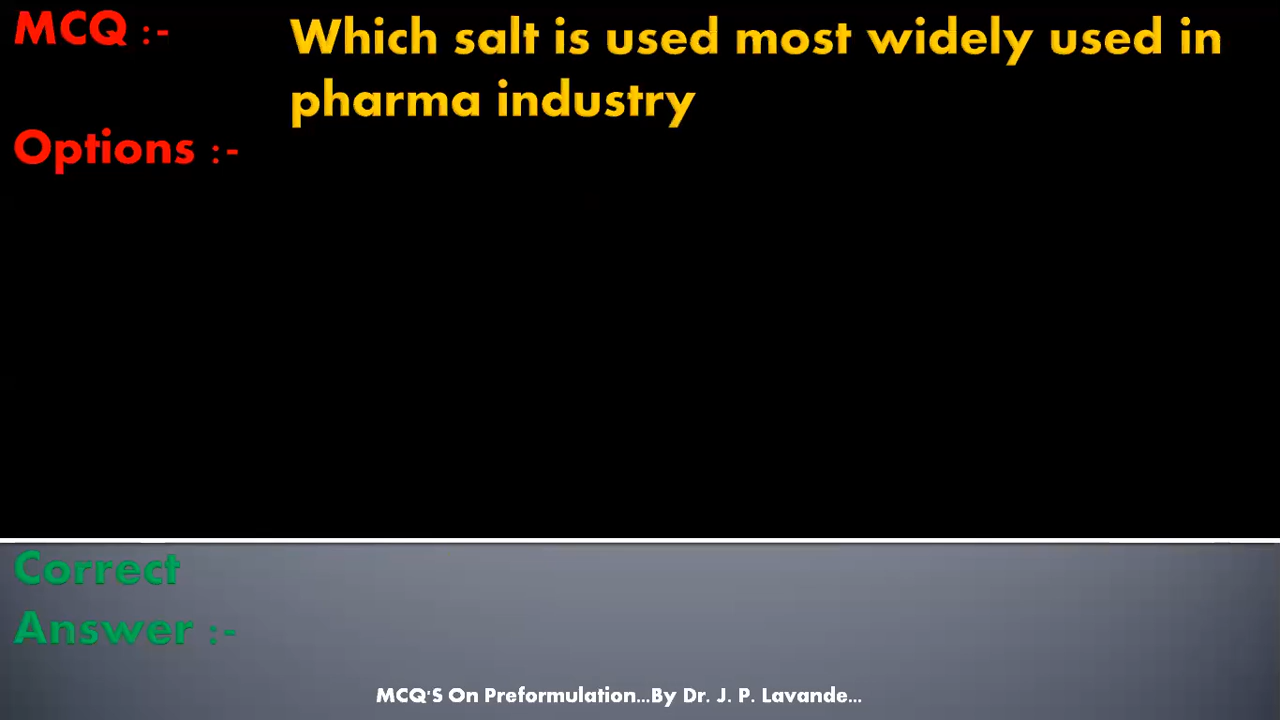 MCQ :-
Which salt is used most widely used in
pharma industry
Options :-
Correct
Answer :-
MCQ'S On Preformulation...By Dr. J. P. Lavande...